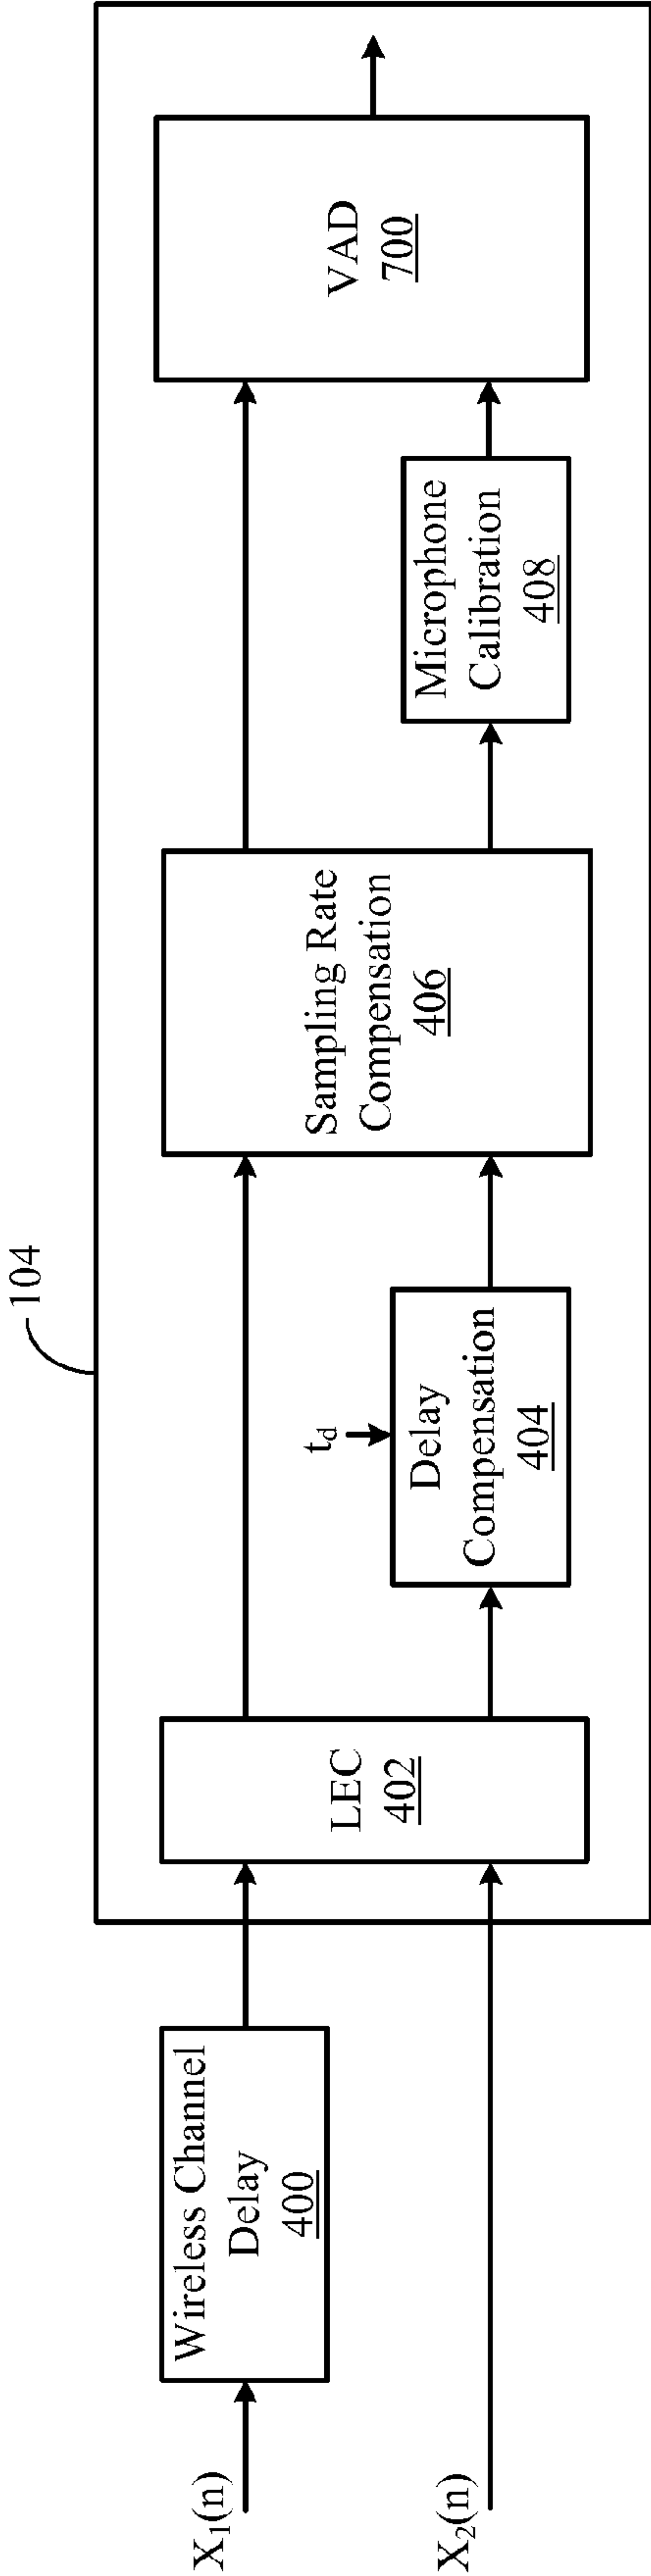 104
X₁(n)
Wireless Channel
Delay
400
X₂(n)
LEC
402
t_d
Delay
Compensation
404
Sampling Rate
Compensation
406
Microphone
Calibration
408
VAD
700